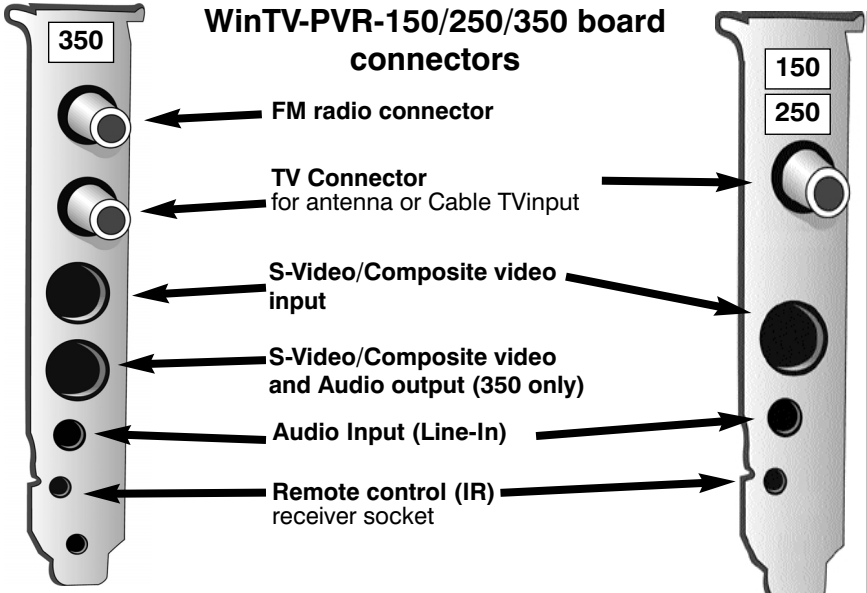 WinTV-PVR-150/250/350 board
connectors
350
150
250
FM radio connector
TV Connector
for antenna or Cable TVinput
S-Video/Composite video
input
S-Video/Composite video
and Audio output (350 only)
Audio Input (Line-In)
Remote control (IR)
receiver socket